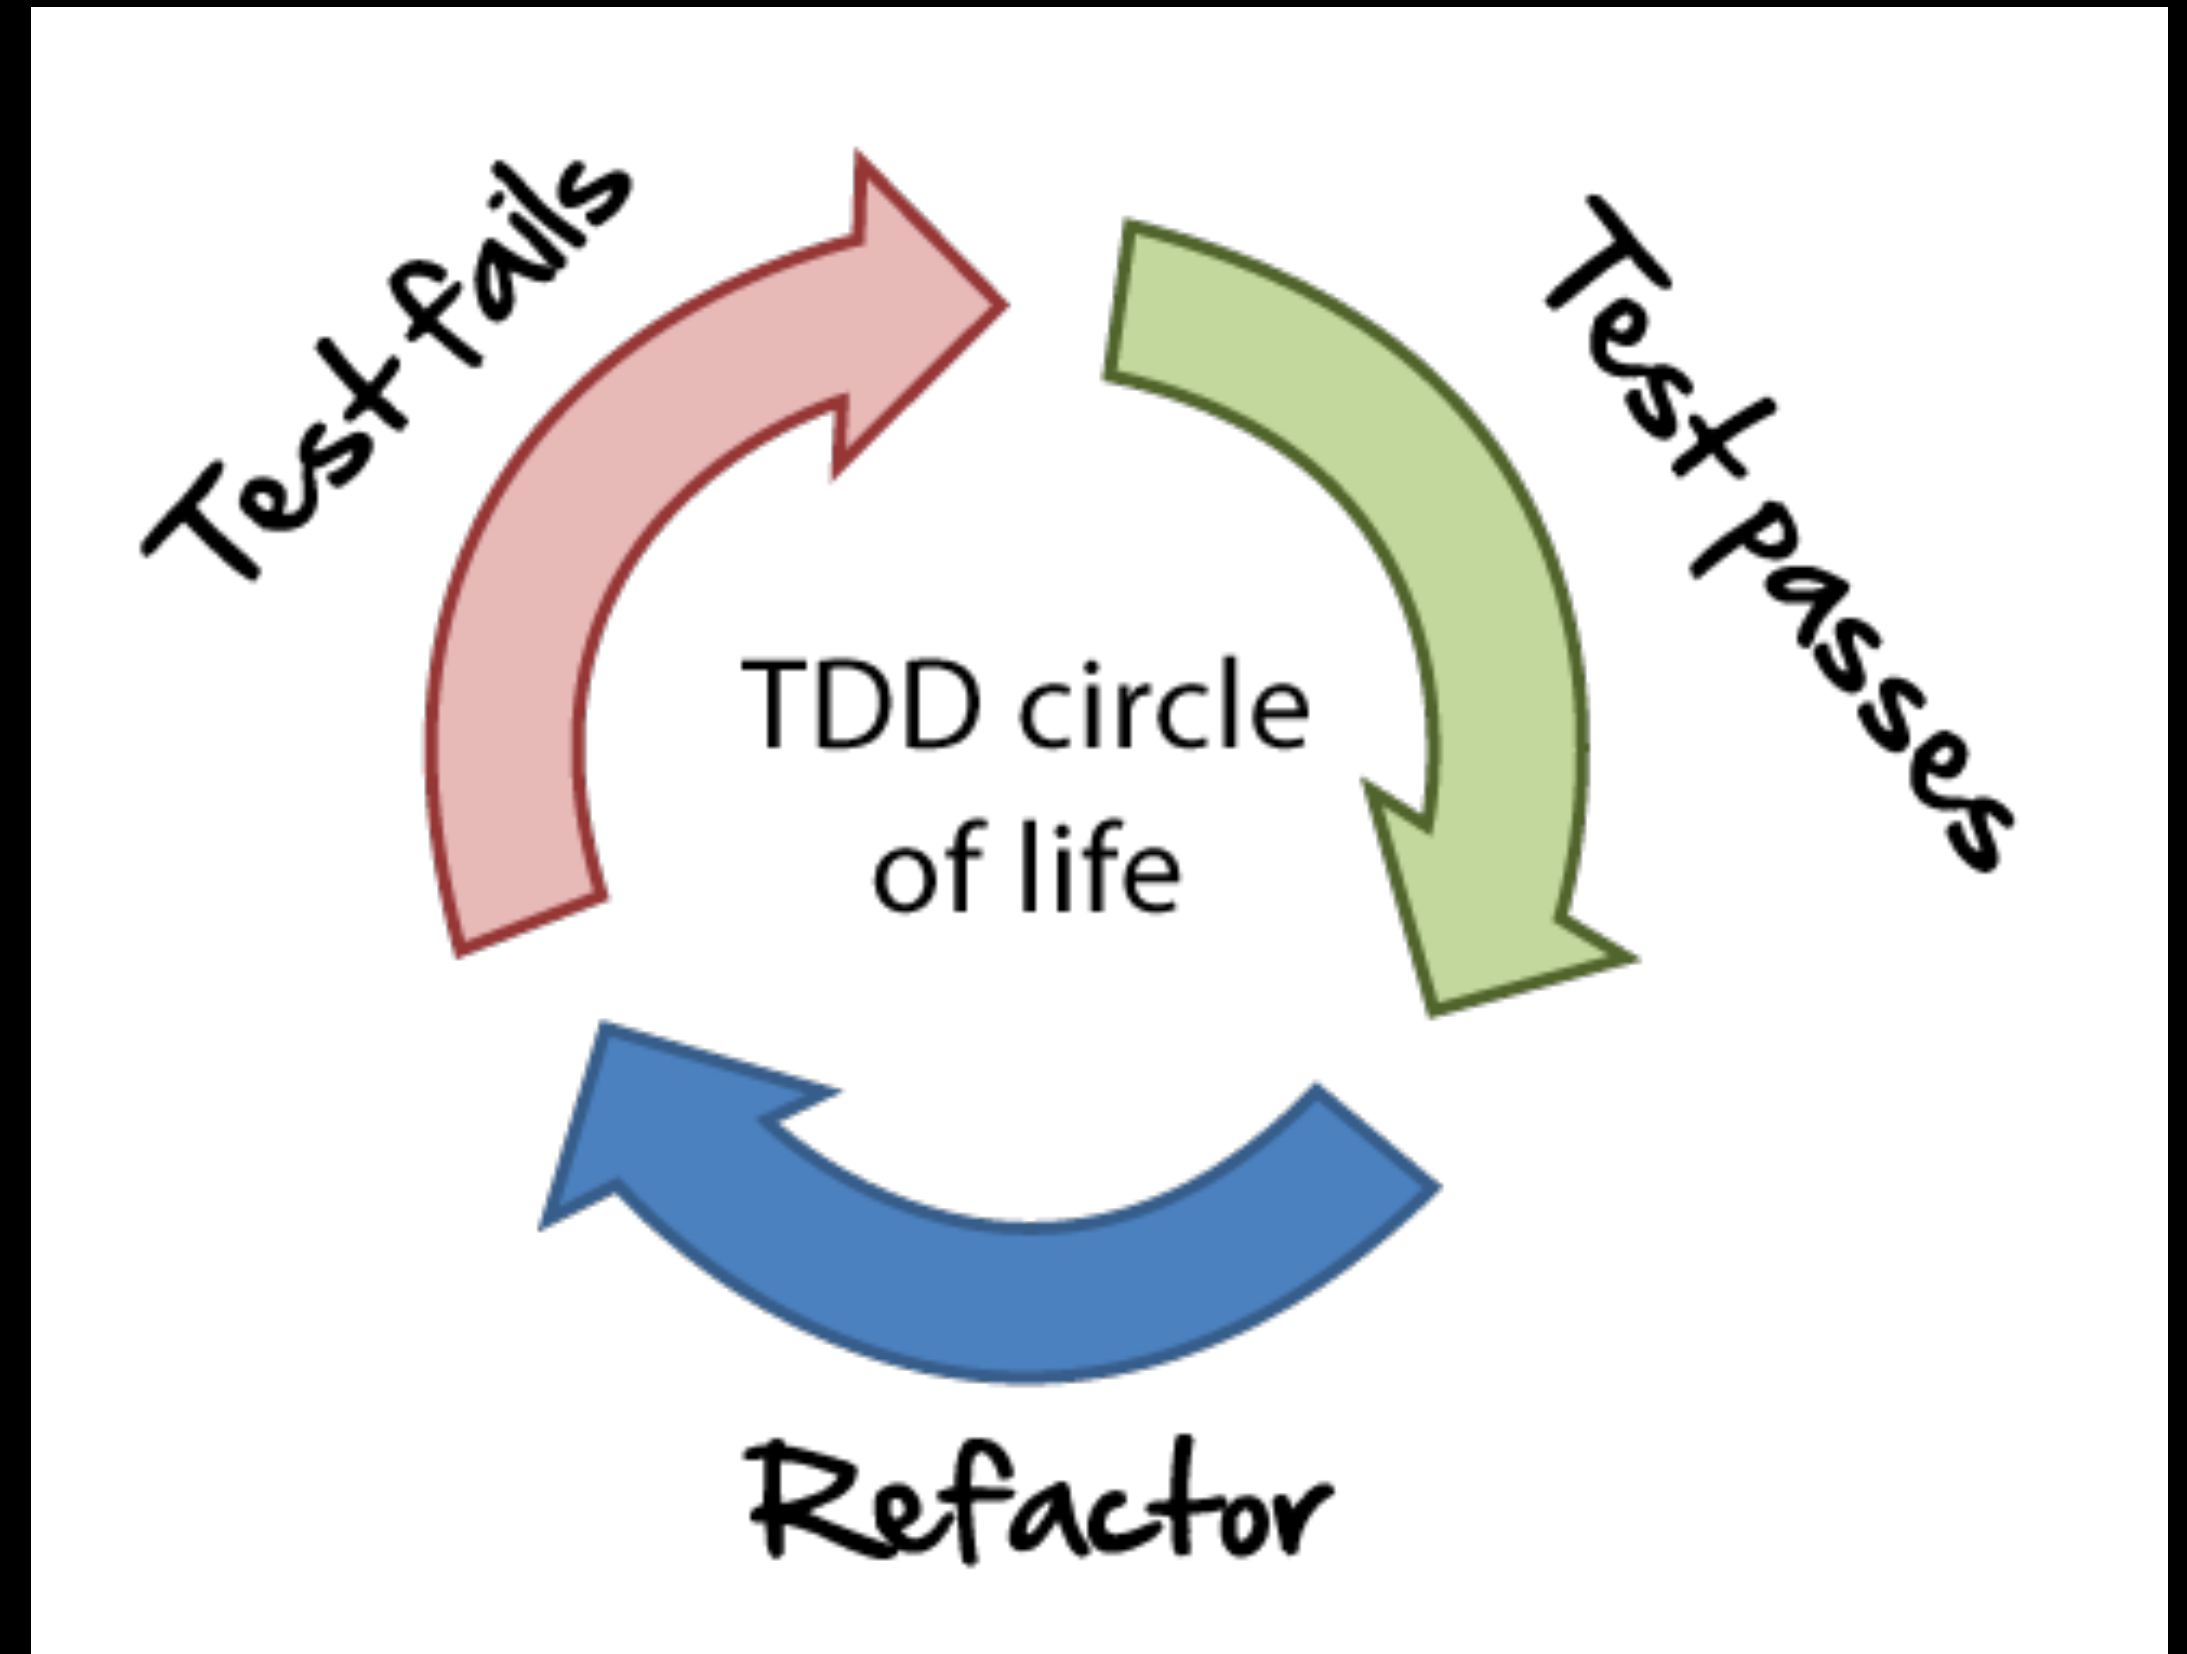 Test fails
Test passes
TDD circle
of life
Refactor